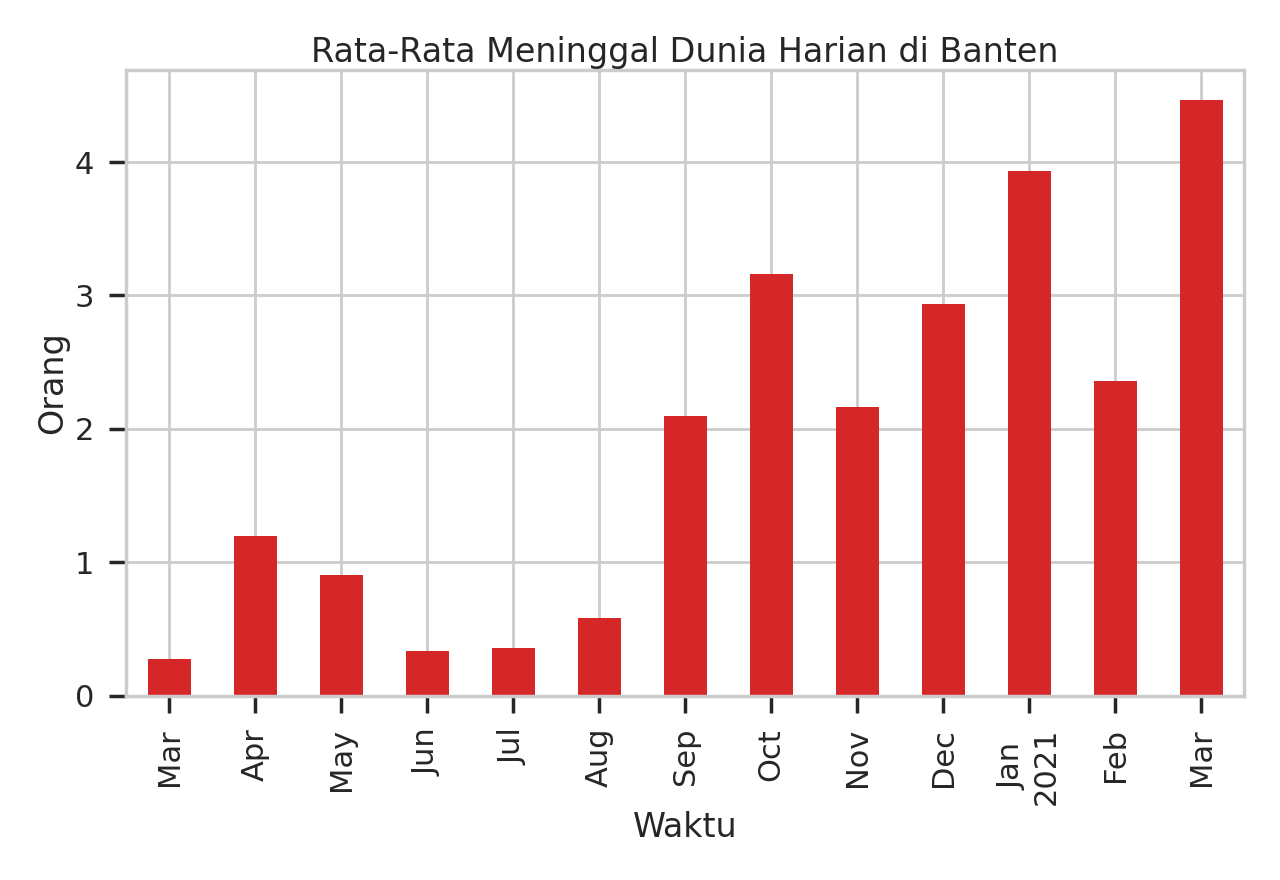 Rata-Rata Meninggal Dunia Harian di Banten
Orang
4
3
2
1
0
Mar
Apr
May
Jun
Jul
Aug
Sep
Oct
Nov
Dec
Jan
2021
Feb
Mar
Waktu